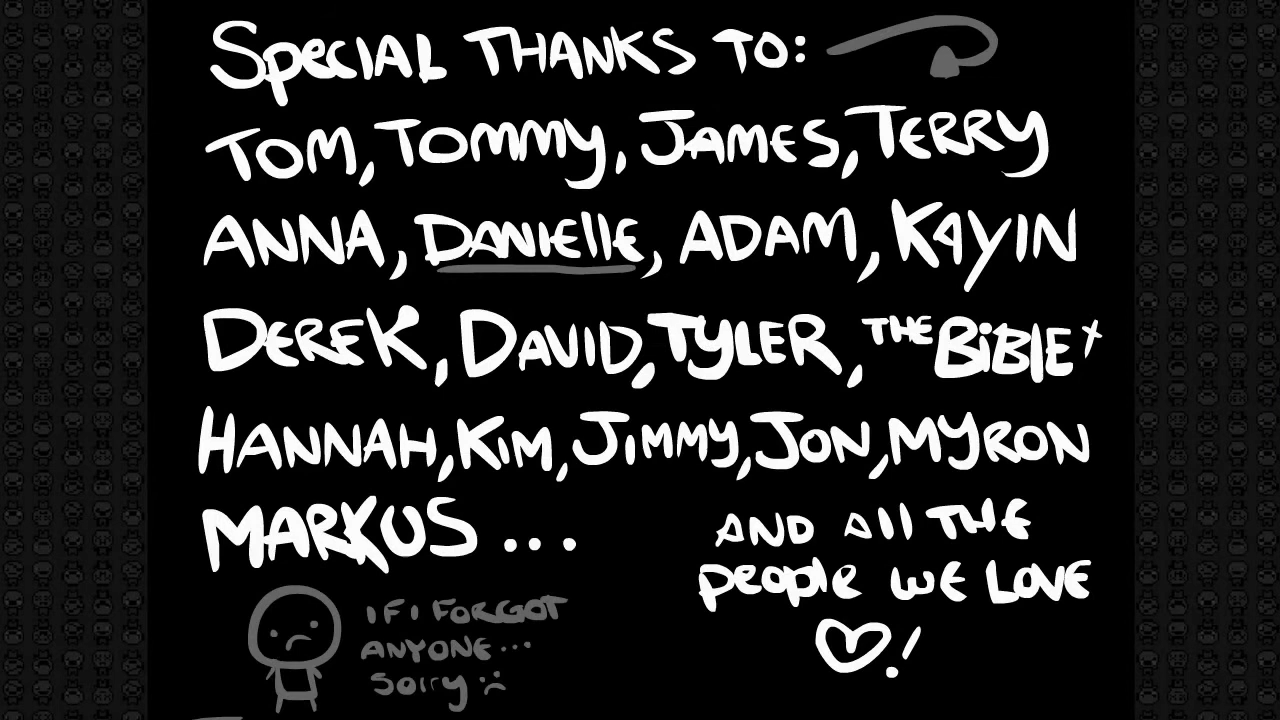 Special THANKS TO:
TOM, TOMMY, JAMES, TERRY
ANNA, DANIElle, ADAM, KAYIN
DEREK, DAVID, TYLER, THE BiBLE
HANNAH, KiM, JiMMY, JON, MYRON
MARKUS ...
AND All THE
people WE LOVE
♡!
IF I FORGOT
ANYONE...
Sorry :(